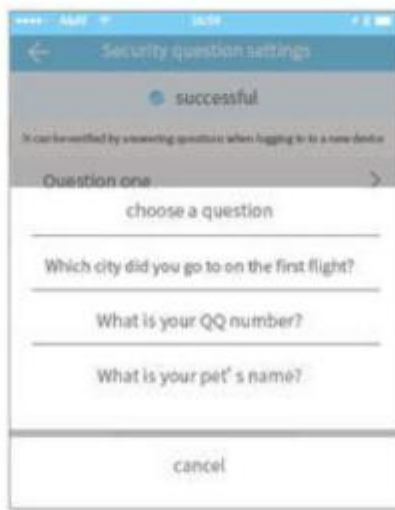 16:04
Security question settings
successful
It can be verified by answering questions when logging in to a new device
Question one
choose a question
Which city did you go to on the first flight?
What is your QQ number?
What is your pet' s name?
cancel